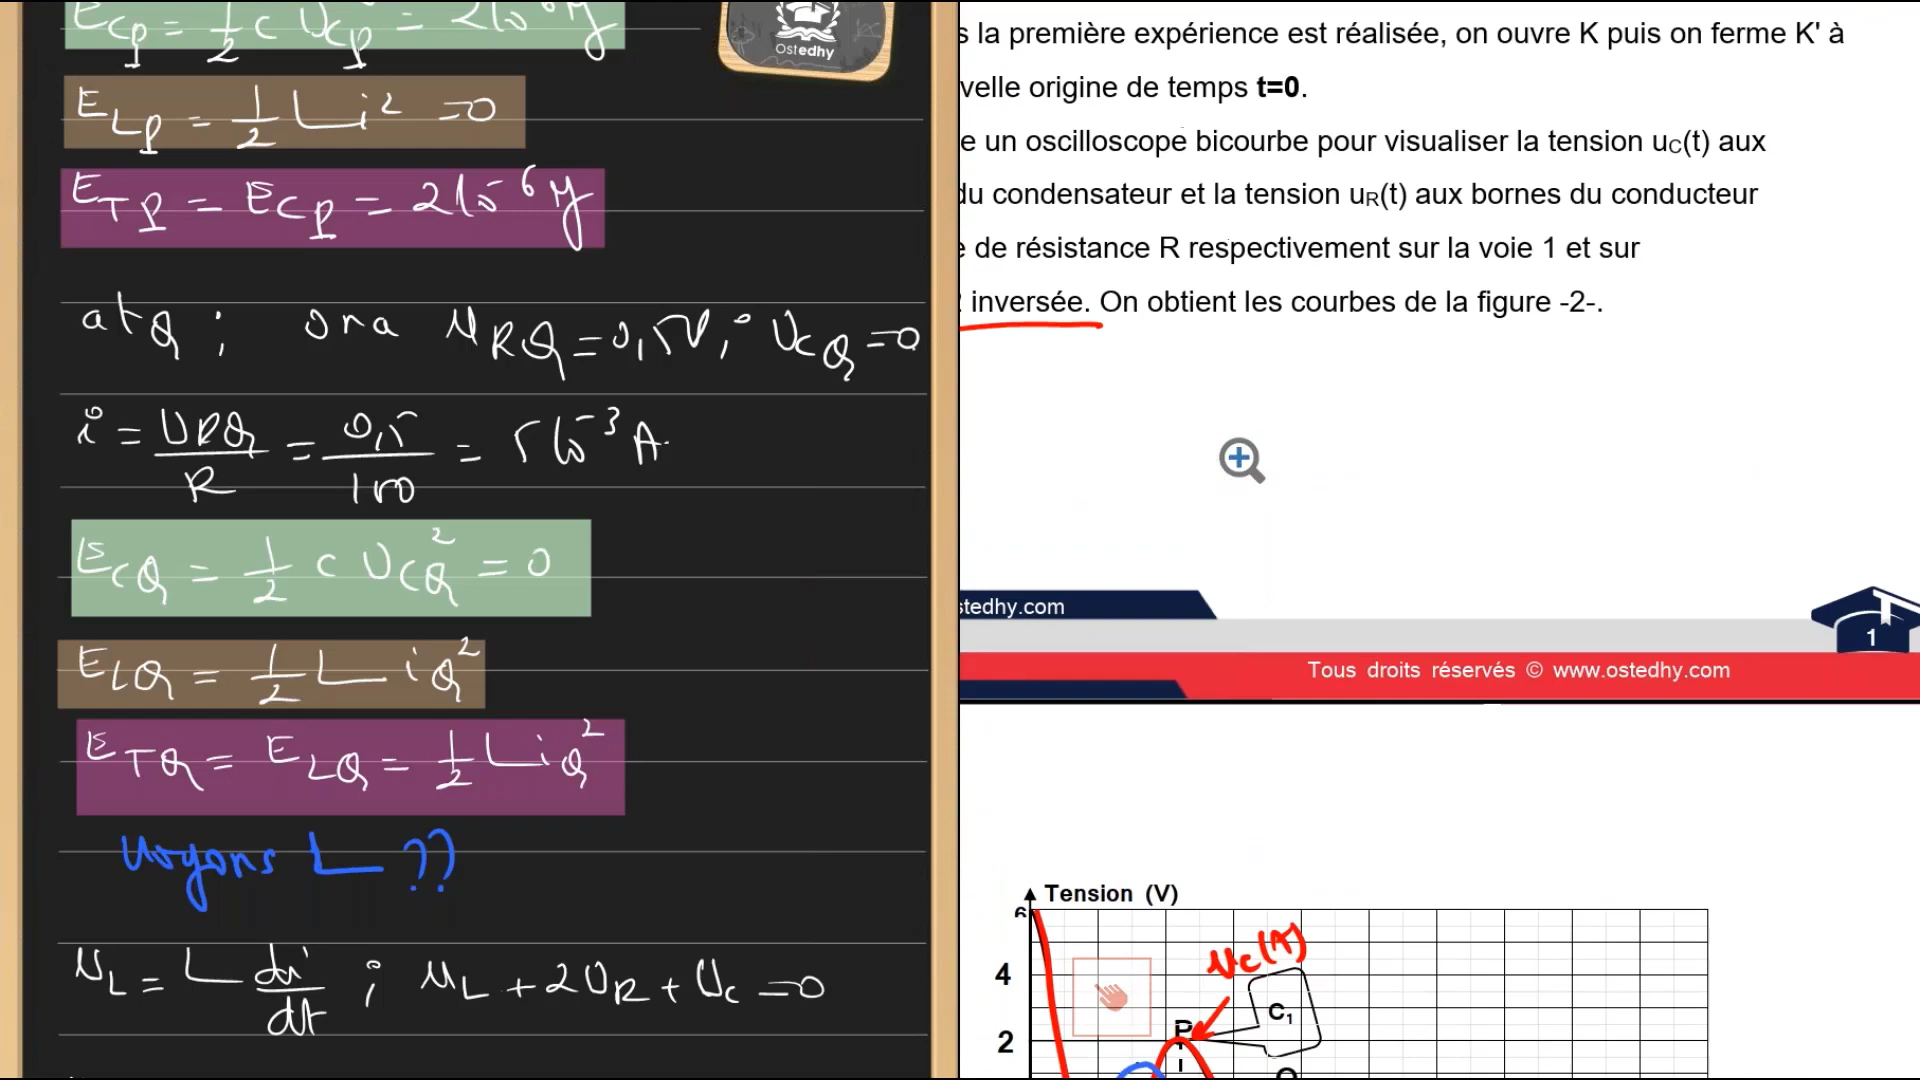 E_CP = 1/2 C U_CP² = 2 10⁻⁶ J
E_LP = 1/2 L i² = 0
E_TP = E_CP = 2 10⁻⁶ J
at Q ; on a u_RQ = 0,5V ; U_CQ = 0
i = U_RQ / R = 0,5 / 100 = 5 10⁻³ A.
E_CQ = 1/2 C U_CQ² = 0
E_LQ = 1/2 L i_Q²
E_TQ = E_LQ = 1/2 L i_Q²
Voyons L ??
u_L = L di/dt ; u_L + 2U_R + U_C = 0
Ostedhy
s la première expérience est réalisée, on ouvre K puis on ferme K' à
velle origine de temps t=0.
e un oscilloscope bicourbe pour visualiser la tension uC(t) aux
du condensateur et la tension uR(t) aux bornes du conducteur
e de résistance R respectivement sur la voie 1 et sur
2 inversée. On obtient les courbes de la figure -2-.
stedhy.com
1
Tous droits réservés © www.ostedhy.com
Tension (V)
6
u_C(t)
4
C₁
P
2